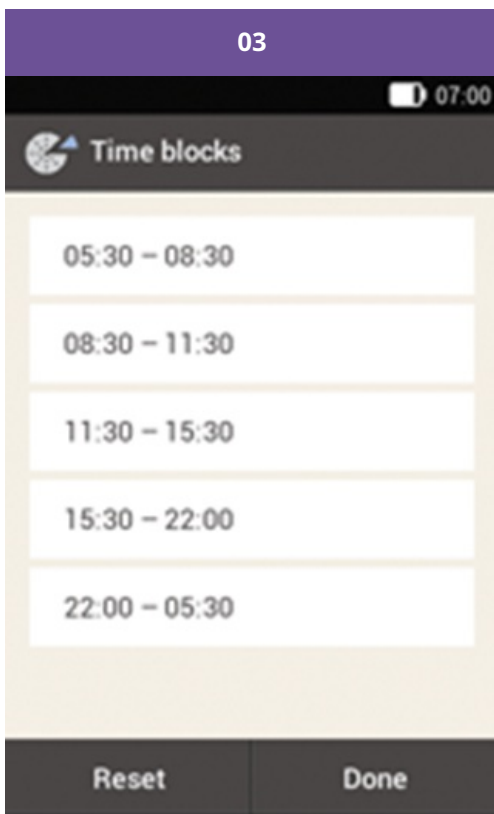 03
07:00
Time blocks
05:30 – 08:30
08:30 – 11:30
11:30 – 15:30
15:30 – 22:00
22:00 – 05:30
Reset
Done